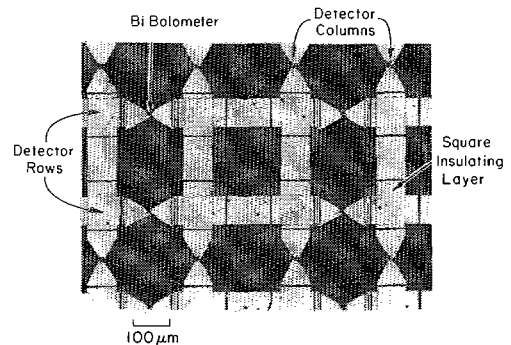 Bi Bolometer
Detector
Columns
Detector
Rows
Square
Insulating
Layer
100 μm